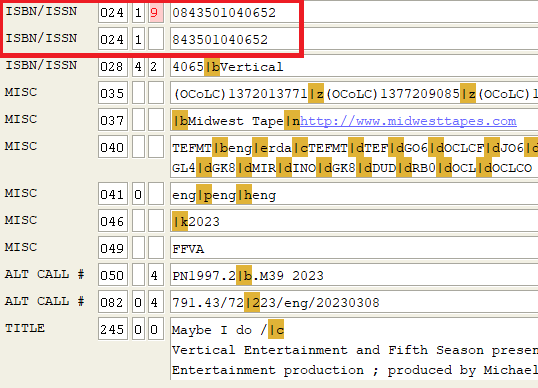 ISBN/ISSN 024 1 9 0843501040652
ISBN/ISSN 024 1 843501040652
ISBN/ISSN 028 4 2 4065|bVertical
MISC 035 (OCoLC)1372013771|z(OCoLC)1377209085|z(OCoLC)1
MISC 037 |bMidwest Tape|nhttp://www.midwesttapes.com
MISC 040 TEFMT|beng|erda|cTEFMT|dTEF|dGO6|dOCLCF|dJO6|d
GL4|dGK8|dMIR|dINO|dGK8|dDUD|dRB0|dOCL|dOCLCO
MISC 041 0 eng|peng|heng
MISC 046 |k2023
MISC 049 FFVA
ALT CALL # 050 4 PN1997.2|b.M39 2023
ALT CALL # 082 0 4 791.43/72|223/eng/20230308
TITLE 245 0 0 Maybe I do /|c
Vertical Entertainment and Fifth Season presen
Entertainment production ; produced by Michael